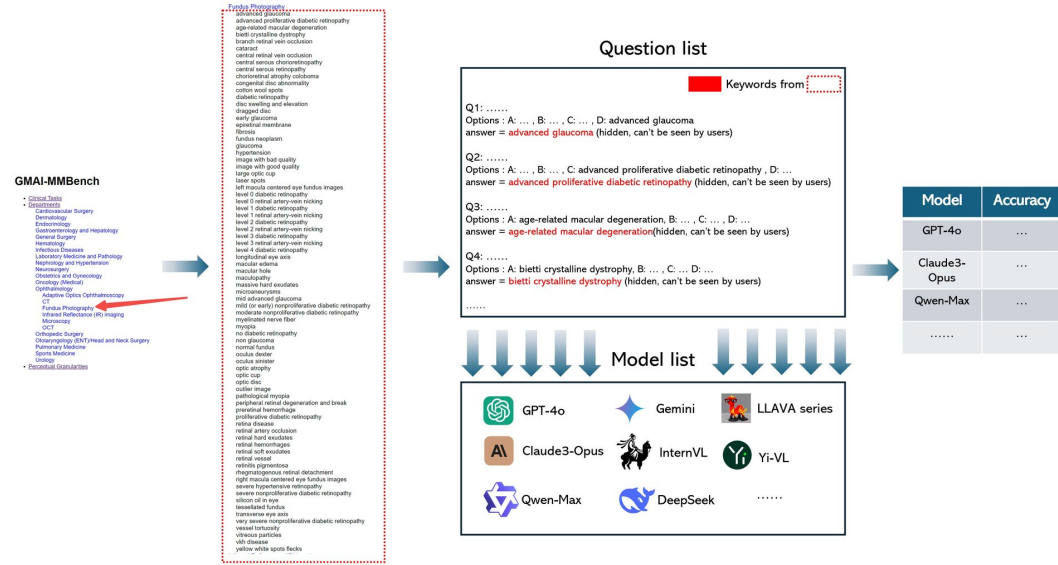 GMAI-MMBench
Clinical Tasks
Departments
Cardiovascular Surgery
Dermatology
Endocrinology
Gastroenterology and Hepatology
General Surgery
Hematology
Infectious Diseases
Laboratory Medicine and Pathology
Nephrology and Hypertension
Neurosurgery
Obstetrics and Gynecology
Oncology (Medical)
Ophthalmology
Adaptive Optics Ophthalmoscopy
CT
Fundus Photography
Infrared Reflectance (IR) imaging
Microscopy
OCT
Orthopedic Surgery
Otolaryngology (ENT)/Head and Neck Surgery
Pulmonary Medicine
Sports Medicine
Urology
Perceptual Granularities
Fundus Photography
advanced glaucoma
advanced proliferative diabetic retinopathy
age-related macular degeneration
bietti crystalline dystrophy
branch retinal vein occlusion
cataract
central retinal vein occlusion
central serous chorioretinopathy
central serous retinopathy
chorioretinal atrophy coloboma
congenital disc abnormality
cotton wool spots
diabetic retinopathy
disc swelling and elevation
dragged disc
early glaucoma
epiretinal membrane
fibrosis
fundus neoplasm
glaucoma
hypertension
image with bad quality
image with good quality
large optic cup
laser spots
left macula centered eye fundus images
level 0 diabetic retinopathy
level 0 retinal artery-vein nicking
level 1 diabetic retinopathy
level 1 retinal artery-vein nicking
level 2 diabetic retinopathy
level 2 retinal artery-vein nicking
level 3 diabetic retinopathy
level 3 retinal artery-vein nicking
level 4 diabetic retinopathy
longitudinal eye axis
macular edema
macular hole
maculopathy
massive hard exudates
microaneurysms
mid advanced glaucoma
mild (or early) nonproliferative diabetic retinopathy
moderate nonproliferative diabetic retinopathy
myelinated nerve fiber
myopia
no diabetic retinopathy
non glaucoma
normal fundus
oculus dexter
oculus sinister
optic atrophy
optic cup
optic disc
outlier image
pathological myopia
peripheral retinal degeneration and break
preretinal hemorrhage
proliferative diabetic retinopathy
retina disease
retinal artery occlusion
retinal hard exudates
retinal hemorrhages
retinal soft exudates
retinal vessel
retinitis pigmentosa
rhegmatogenous retinal detachment
right macula centered eye fundus images
severe hypertensive retinopathy
severe nonproliferative diabetic retinopathy
silicon oil in eye
tessellated fundus
transverse eye axis
very severe nonproliferative diabetic retinopathy
vessel tortuosity
vitreous particles
vkh disease
yellow white spots flecks
Question list
Keywords from
Q1: ……
Options : A: … , B: … , C: … , D: advanced glaucoma
answer = advanced glaucoma (hidden, can't be seen by users)
Q2: ……
Options : A: … , B: … , C: advanced proliferative diabetic retinopathy , D: …
answer = advanced proliferative diabetic retinopathy (hidden, can't be seen by users)
Q3: ……
Options : A: age-related macular degeneration, B: … , C: … , D: …
answer = age-related macular degeneration(hidden, can't be seen by users)
Q4: ……
Options : A: bietti crystalline dystrophy, B: … , C: … D: …
answer = bietti crystalline dystrophy (hidden, can't be seen by users)
……
Model list
GPT-4o
Gemini
LLAVA series
Claude3-Opus
InternVL
Yi-VL
Qwen-Max
DeepSeek
……
Model Accuracy
GPT-4o …
Claude3-
Opus …
Qwen-Max …
…… …